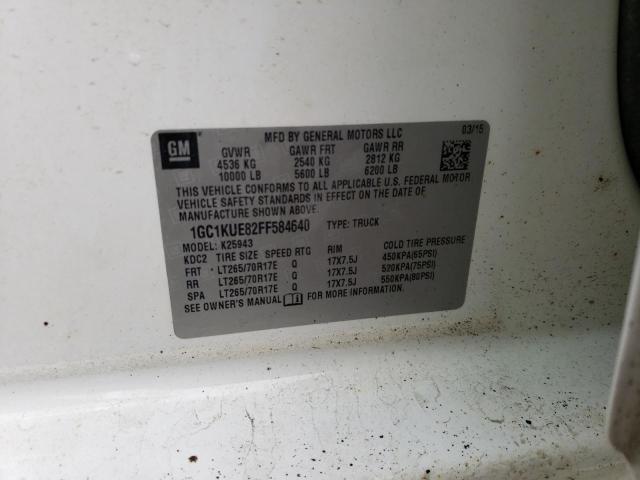 GM
MFD BY GENERAL MOTORS LLC 03/15
GVWR GAWR FRT GAWR RR
4536 KG 2540 KG 2812 KG
10000 LB 5600 LB 6200 LB
THIS VEHICLE CONFORMS TO ALL APPLICABLE U.S. FEDERAL MOTOR
VEHICLE SAFETY STANDARDS IN EFFECT ON THE DATE OF
MANUFACTURE SHOWN ABOVE.
1GC1KUE82FF584640 TYPE: TRUCK
MODEL: K25943
KDC2 TIRE SIZE SPEED RTG RIM COLD TIRE PRESSURE
FRT LT265/70R17E Q 17X7.5J 450KPA(65PSI)
RR LT265/70R17E Q 17X7.5J 520KPA(75PSI)
SPA LT265/70R17E Q 17X7.5J 550KPA(80PSI)
SEE OWNER'S MANUAL FOR MORE INFORMATION.